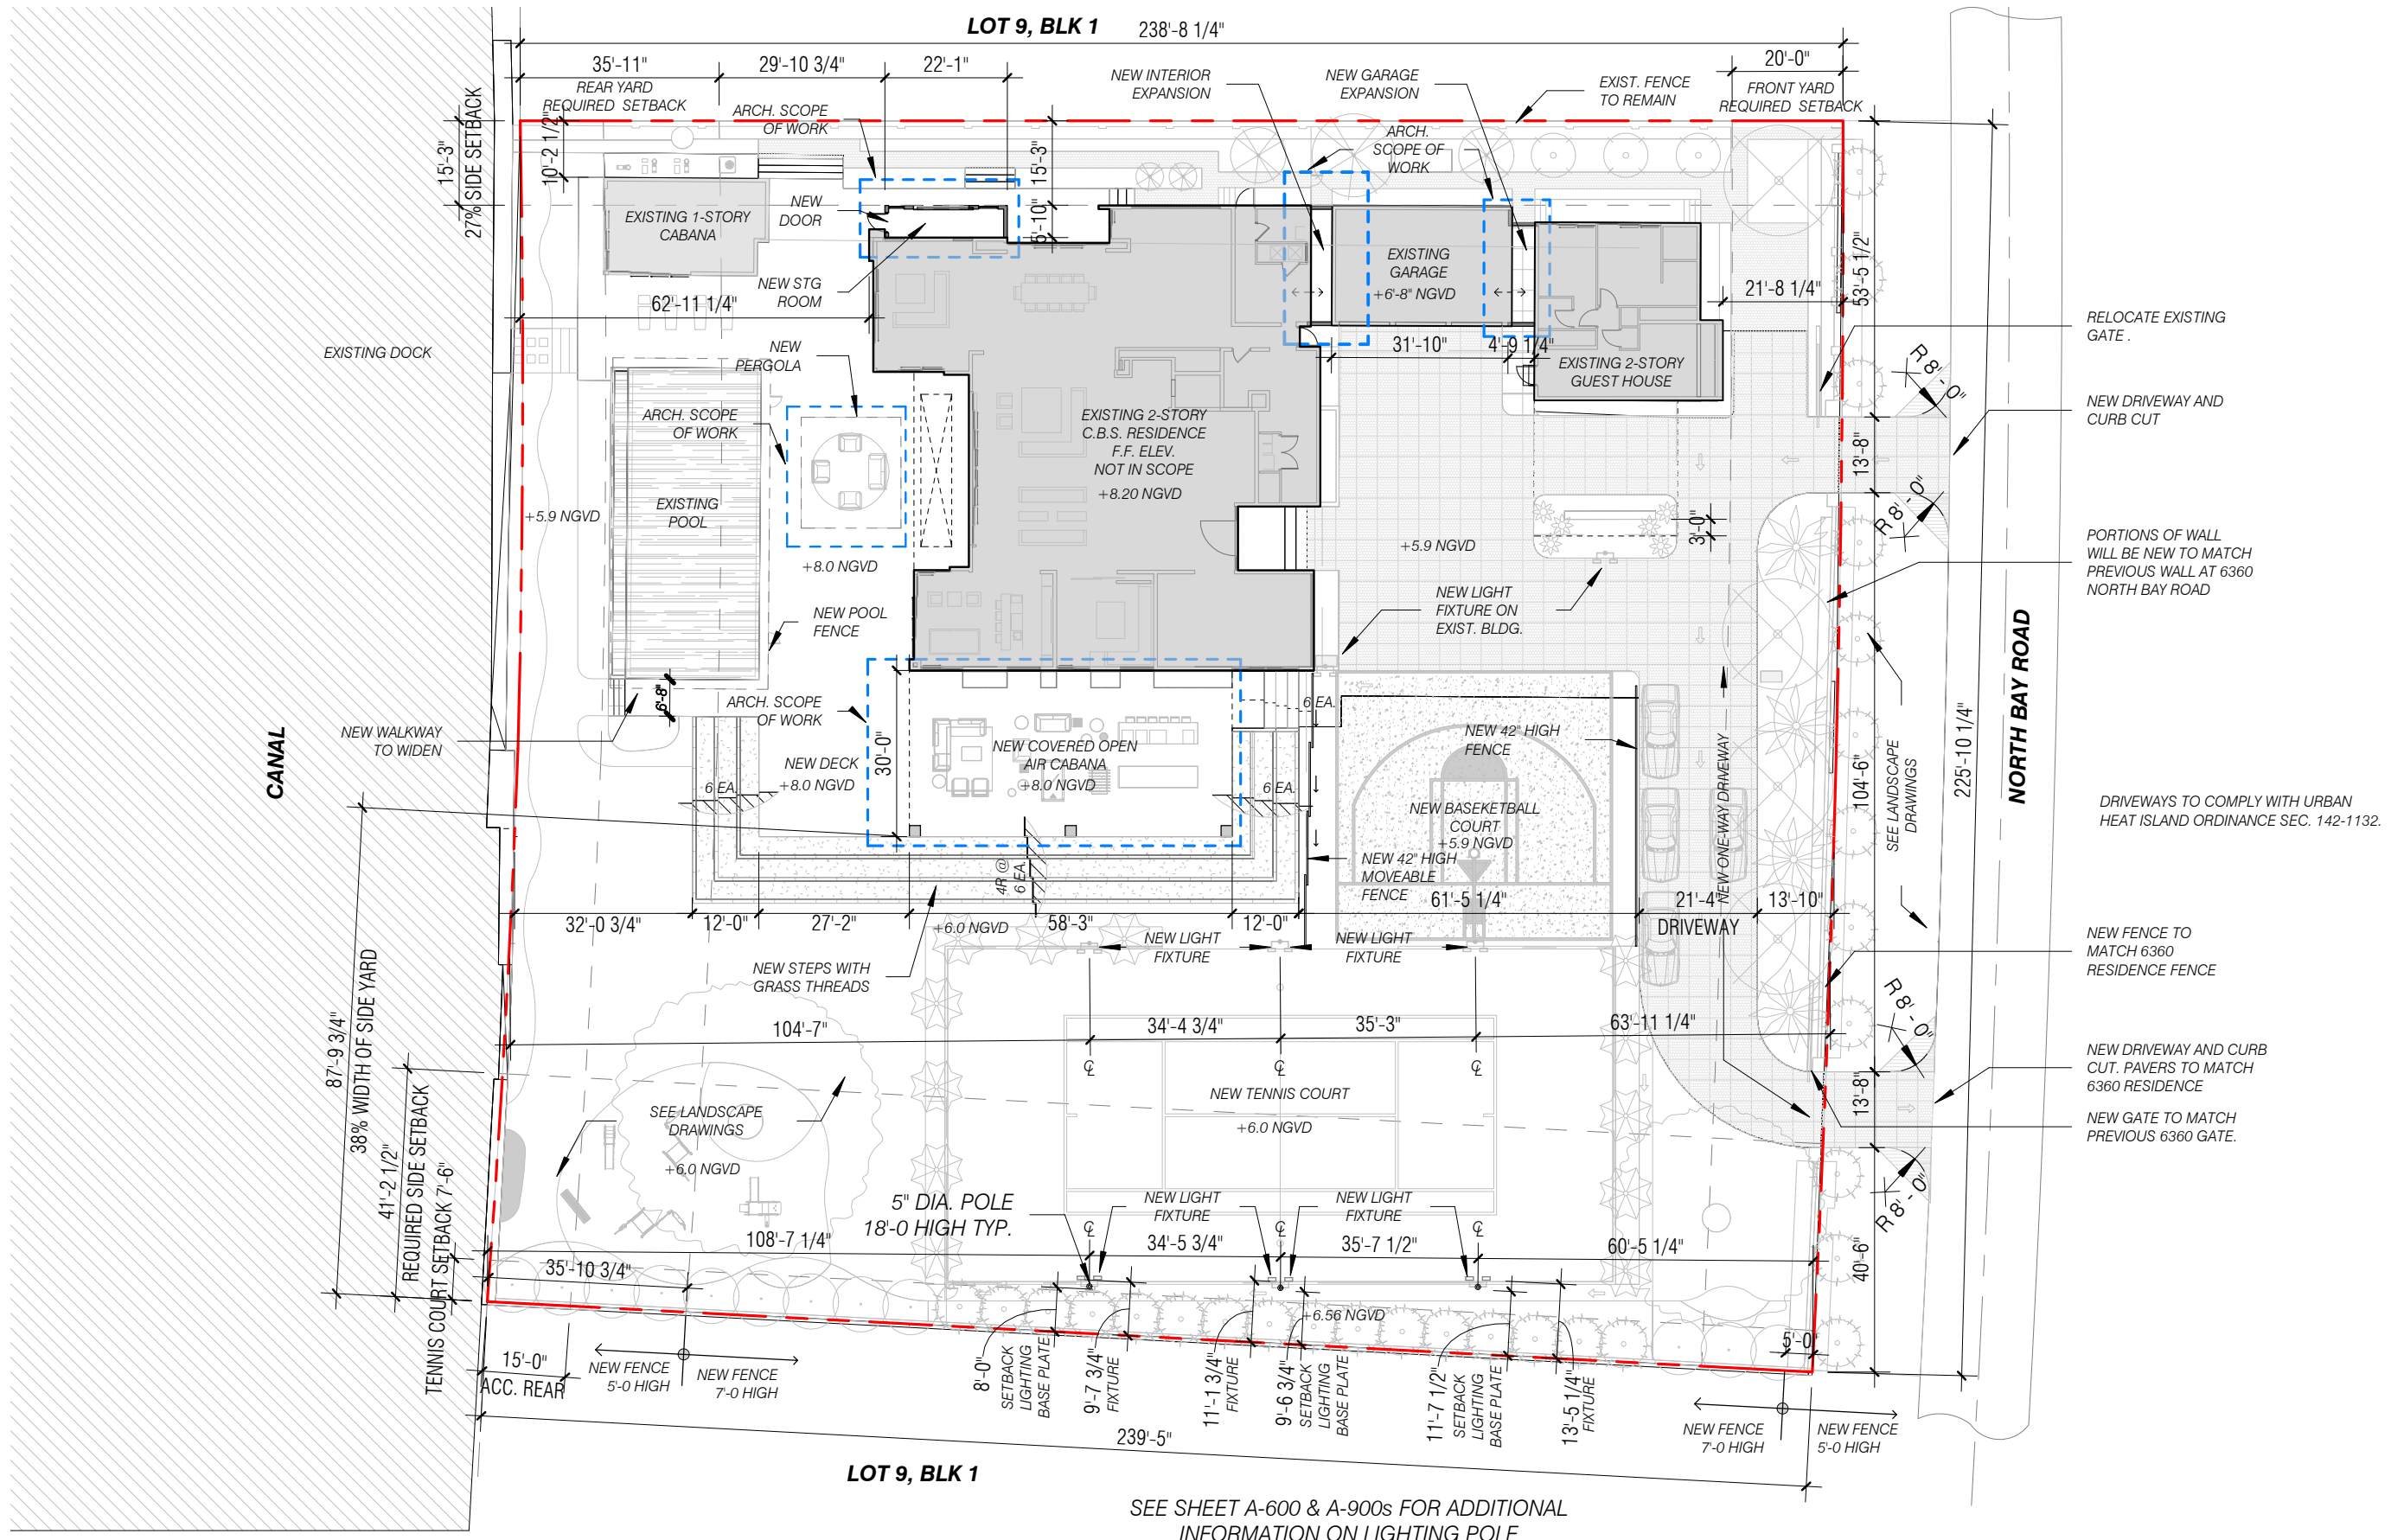 LOT 9, BLK 1
238'-8 1/4"
35'-11"
29'-10 3/4"
22'-1"
20'-0"
REAR YARD
REQUIRED SETBACK
ARCH. SCOPE
OF WORK
NEW INTERIOR
EXPANSION
NEW GARAGE
EXPANSION
EXIST. FENCE
TO REMAIN
FRONT YARD
REQUIRED SETBACK
15'-3"
27% SIDE SETBACK
10'-2 1/2"
ARCH.
SCOPE OF
WORK
15'-3"
5'-10"
EXISTING 1-STORY
CABANA
NEW
DOOR
NEW STG
ROOM
62'-11 1/4"
EXISTING
GARAGE
+6'-8" NGVD
21'-8 1/4"
53'-5 1/2"
31'-10"
4'-9 1/4"
EXISTING 2-STORY
GUEST HOUSE
RELOCATE EXISTING
GATE .
EXISTING DOCK
NEW
PERGOLA
ARCH. SCOPE
OF WORK
EXISTING 2-STORY
C.B.S. RESIDENCE
F.F. ELEV.
NOT IN SCOPE
+8.20 NGVD
R 8'-0"
NEW DRIVEWAY AND
CURB CUT
13'-8"
R 8'-0"
+5.9 NGVD
EXISTING
POOL
+8.0 NGVD
+5.9 NGVD
3'-0"
PORTIONS OF WALL
WILL BE NEW TO MATCH
PREVIOUS WALL AT 6360
NORTH BAY ROAD
NEW POOL
FENCE
NEW LIGHT
FIXTURE ON
EXIST. BLDG.
NORTH BAY ROAD
225'-10 1/4"
SEE LANDSCAPE
DRAWINGS
104'-6"
NEW ONE-WAY DRIVEWAY
6'-8"
ARCH. SCOPE
OF WORK
6 EA.
CANAL
NEW WALKWAY
TO WIDEN
30'-0"
NEW COVERED OPEN
AIR CABANA
+8.0 NGVD
NEW DECK
+8.0 NGVD
6 EA.
6 EA.
NEW 42" HIGH
FENCE
NEW BASEKETBALL
COURT
+5.9 NGVD
DRIVEWAYS TO COMPLY WITH URBAN
HEAT ISLAND ORDINANCE SEC. 142-1132.
4R @
6 EA.
NEW 42" HIGH
MOVEABLE
FENCE
61'-5 1/4"
21'-4"
DRIVEWAY
13'-10"
32'-0 3/4"
12'-0"
27'-2"
58'-3"
12'-0"
+6.0 NGVD
NEW LIGHT
FIXTURE
NEW LIGHT
FIXTURE
NEW FENCE TO
MATCH 6360
RESIDENCE FENCE
NEW STEPS WITH
GRASS THREADS
87'-9 3/4"
38% WIDTH OF SIDE YARD
104'-7"
34'-4 3/4"
35'-3"
63'-11 1/4"
R 8'-0"
℄
℄
℄
NEW DRIVEWAY AND CURB
CUT. PAVERS TO MATCH
6360 RESIDENCE
NEW TENNIS COURT
+6.0 NGVD
13'-8"
SEE LANDSCAPE
DRAWINGS
+6.0 NGVD
NEW GATE TO MATCH
PREVIOUS 6360 GATE.
41'-2 1/2"
REQUIRED SIDE SETBACK
TENNIS COURT SETBACK 7'-6"
5" DIA. POLE
18'-0 HIGH TYP.
NEW LIGHT
FIXTURE
NEW LIGHT
FIXTURE
R 8'-0"
℄
℄
℄
108'-7 1/4"
34'-5 3/4"
35'-7 1/2"
60'-5 1/4"
40'-6"
35'-10 3/4"
+6.56 NGVD
5'-0"
15'-0"
ACC. REAR
NEW FENCE
5'-0 HIGH
NEW FENCE
7'-0 HIGH
8'-0"
SETBACK
LIGHTING
BASE PLATE
9'-7 3/4"
FIXTURE
11'-1 3/4"
FIXTURE
9'-6 3/4"
SETBACK
LIGHTING
BASE PLATE
11'-7 1/2"
SETBACK
LIGHTING
BASE PLATE
13'-5 1/4"
FIXTURE
NEW FENCE
7'-0 HIGH
NEW FENCE
5'-0 HIGH
239'-5"
LOT 9, BLK 1
SEE SHEET A-600 & A-900s FOR ADDITIONAL
INFORMATION ON LIGHTING POLE